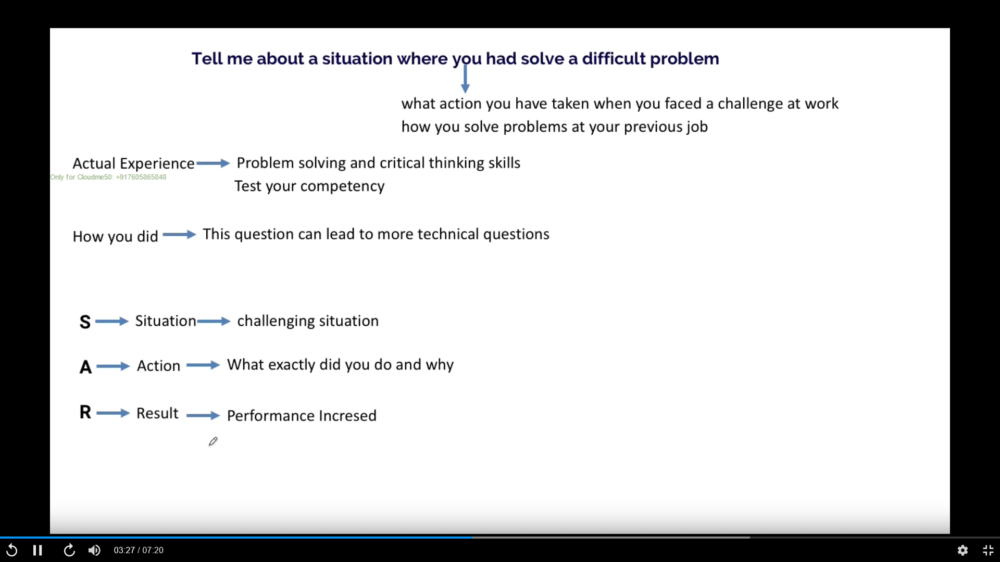 Tell me about a situation where you had solve a difficult problem
what action you have taken when you faced a challenge at work
how you solve problems at your previous job
Actual Experience Problem solving and critical thinking skills
Only for Cloudme50: +917605865848
Test your competency
How you did This question can lead to more technical questions
S Situation challenging situation
A Action What exactly did you do and why
R Result Performance Incresed
03:27 / 07:20